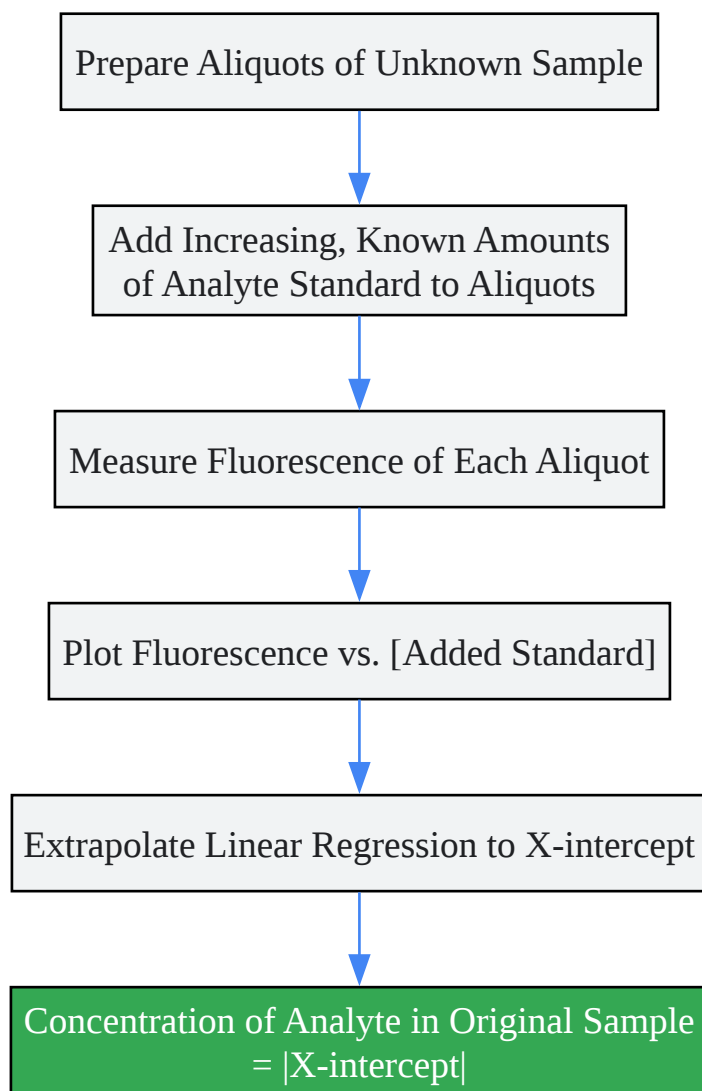 Prepare Aliquots of Unknown Sample
Add Increasing, Known Amounts
of Analyte Standard to Aliquots
Measure Fluorescence of Each Aliquot
Plot Fluorescence vs. [Added Standard]
Extrapolate Linear Regression to X-intercept
Concentration of Analyte in Original Sample
= |X-intercept|